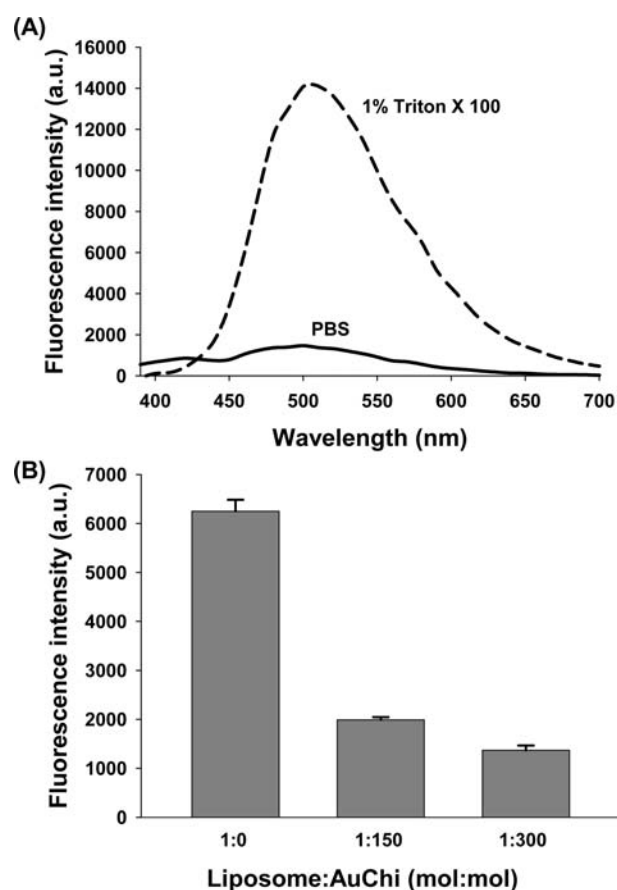 (A)
Fluorescence intensity (a.u.)
16000
14000
12000
10000
8000
6000
4000
2000
0
1% Triton X 100
PBS
400 450 500 550 600 650 700
Wavelength (nm)
(B)
Fluorescence intensity (a.u.)
7000
6000
5000
4000
3000
2000
1000
0
1:0 1:150 1:300
Liposome:AuChi (mol:mol)